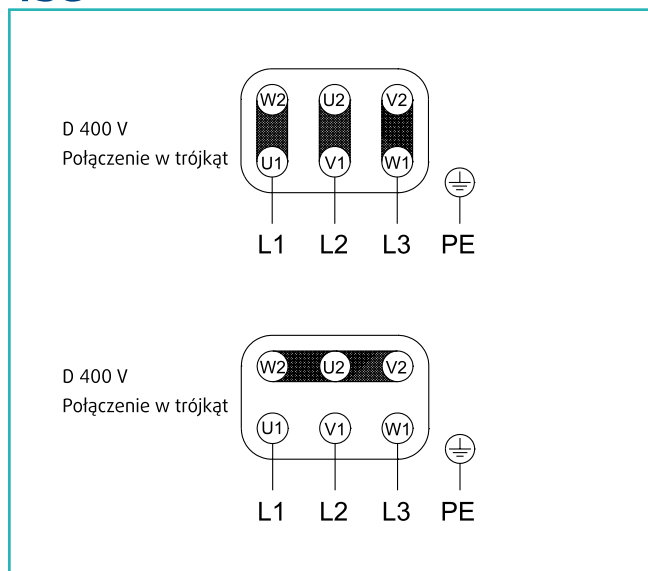 W2 U2 V2
D 400 V
Połączenie w trójkąt
U1 V1 W1
L1 L2 L3 PE
W2 U2 V2
D 400 V
Połączenie w trójkąt
U1 V1 W1
L1 L2 L3 PE